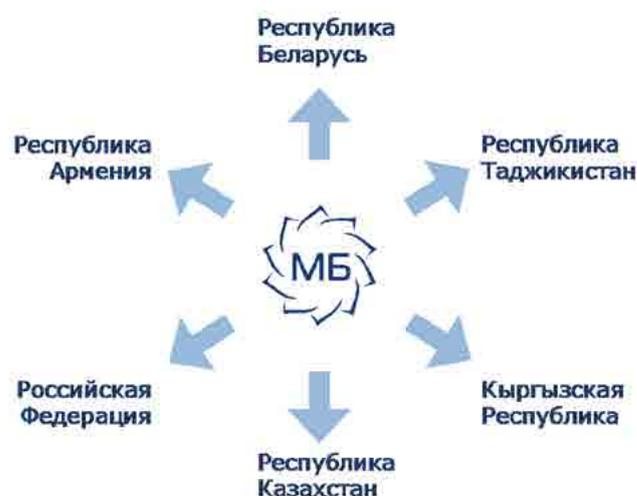 Республика
Беларусь
Республика
Армения
Республика
Таджикистан
МБ
Российская
Федерация
Кыргызская
Республика
Республика
Казахстан